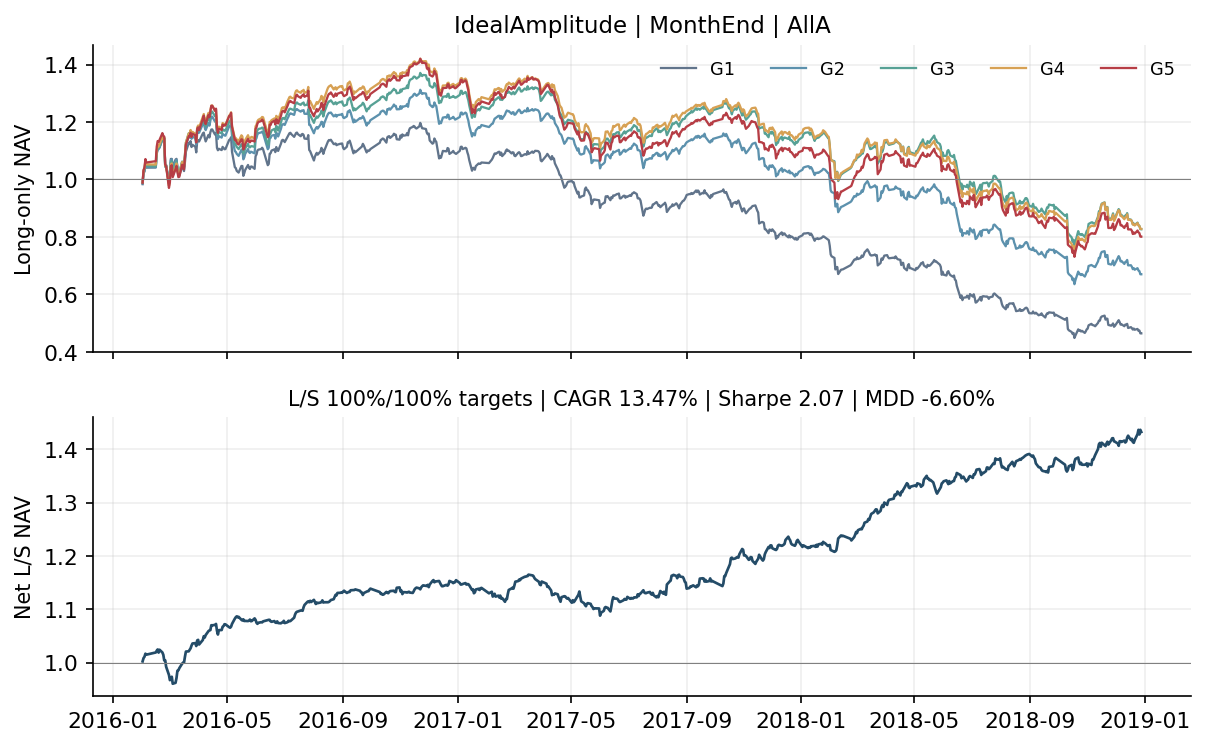 IdealAmplitude | MonthEnd | AllA
Long-only NAV
1.4
1.2
1.0
0.8
0.6
0.4
G1 G2 G3 G4 G5
L/S 100%/100% targets | CAGR 13.47% | Sharpe 2.07 | MDD -6.60%
Net L/S NAV
1.4
1.3
1.2
1.1
1.0
2016-01 2016-05 2016-09 2017-01 2017-05 2017-09 2018-01 2018-05 2018-09 2019-01